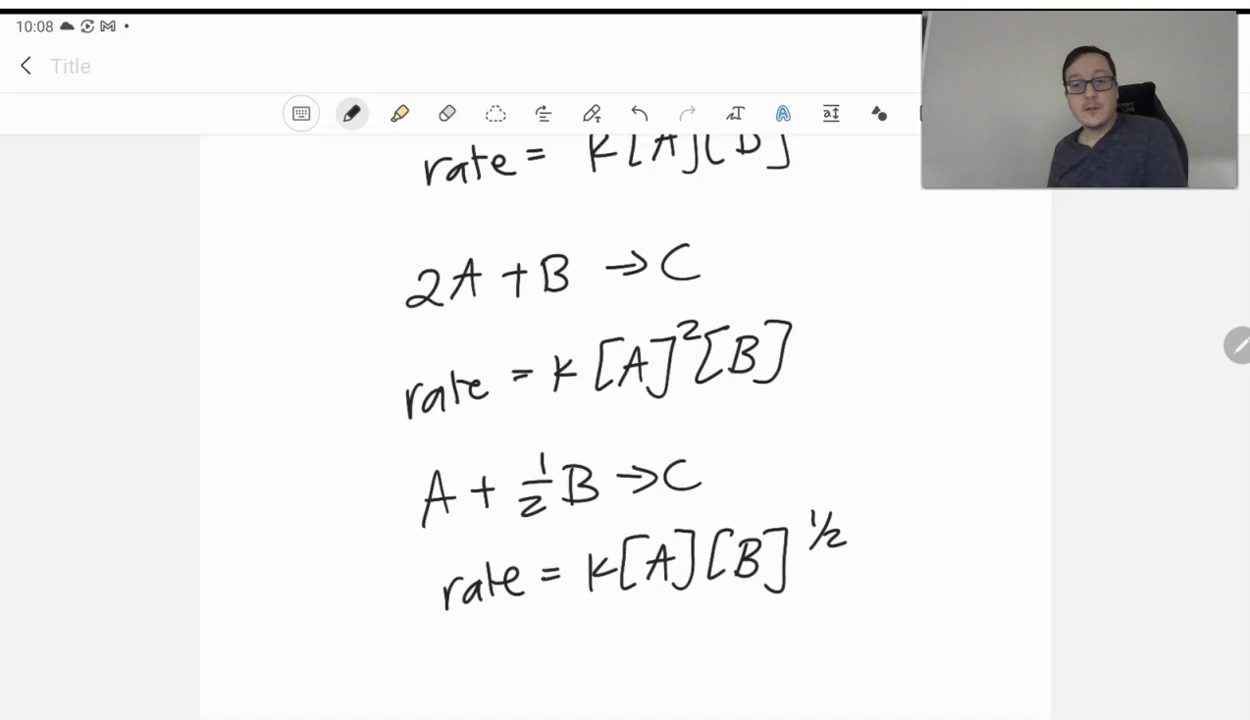 10:08
Title
rate = K[A][B]
2A + B → C
rate = K[A]²[B]
A + 1/2 B → C
rate = K[A][B]^1/2